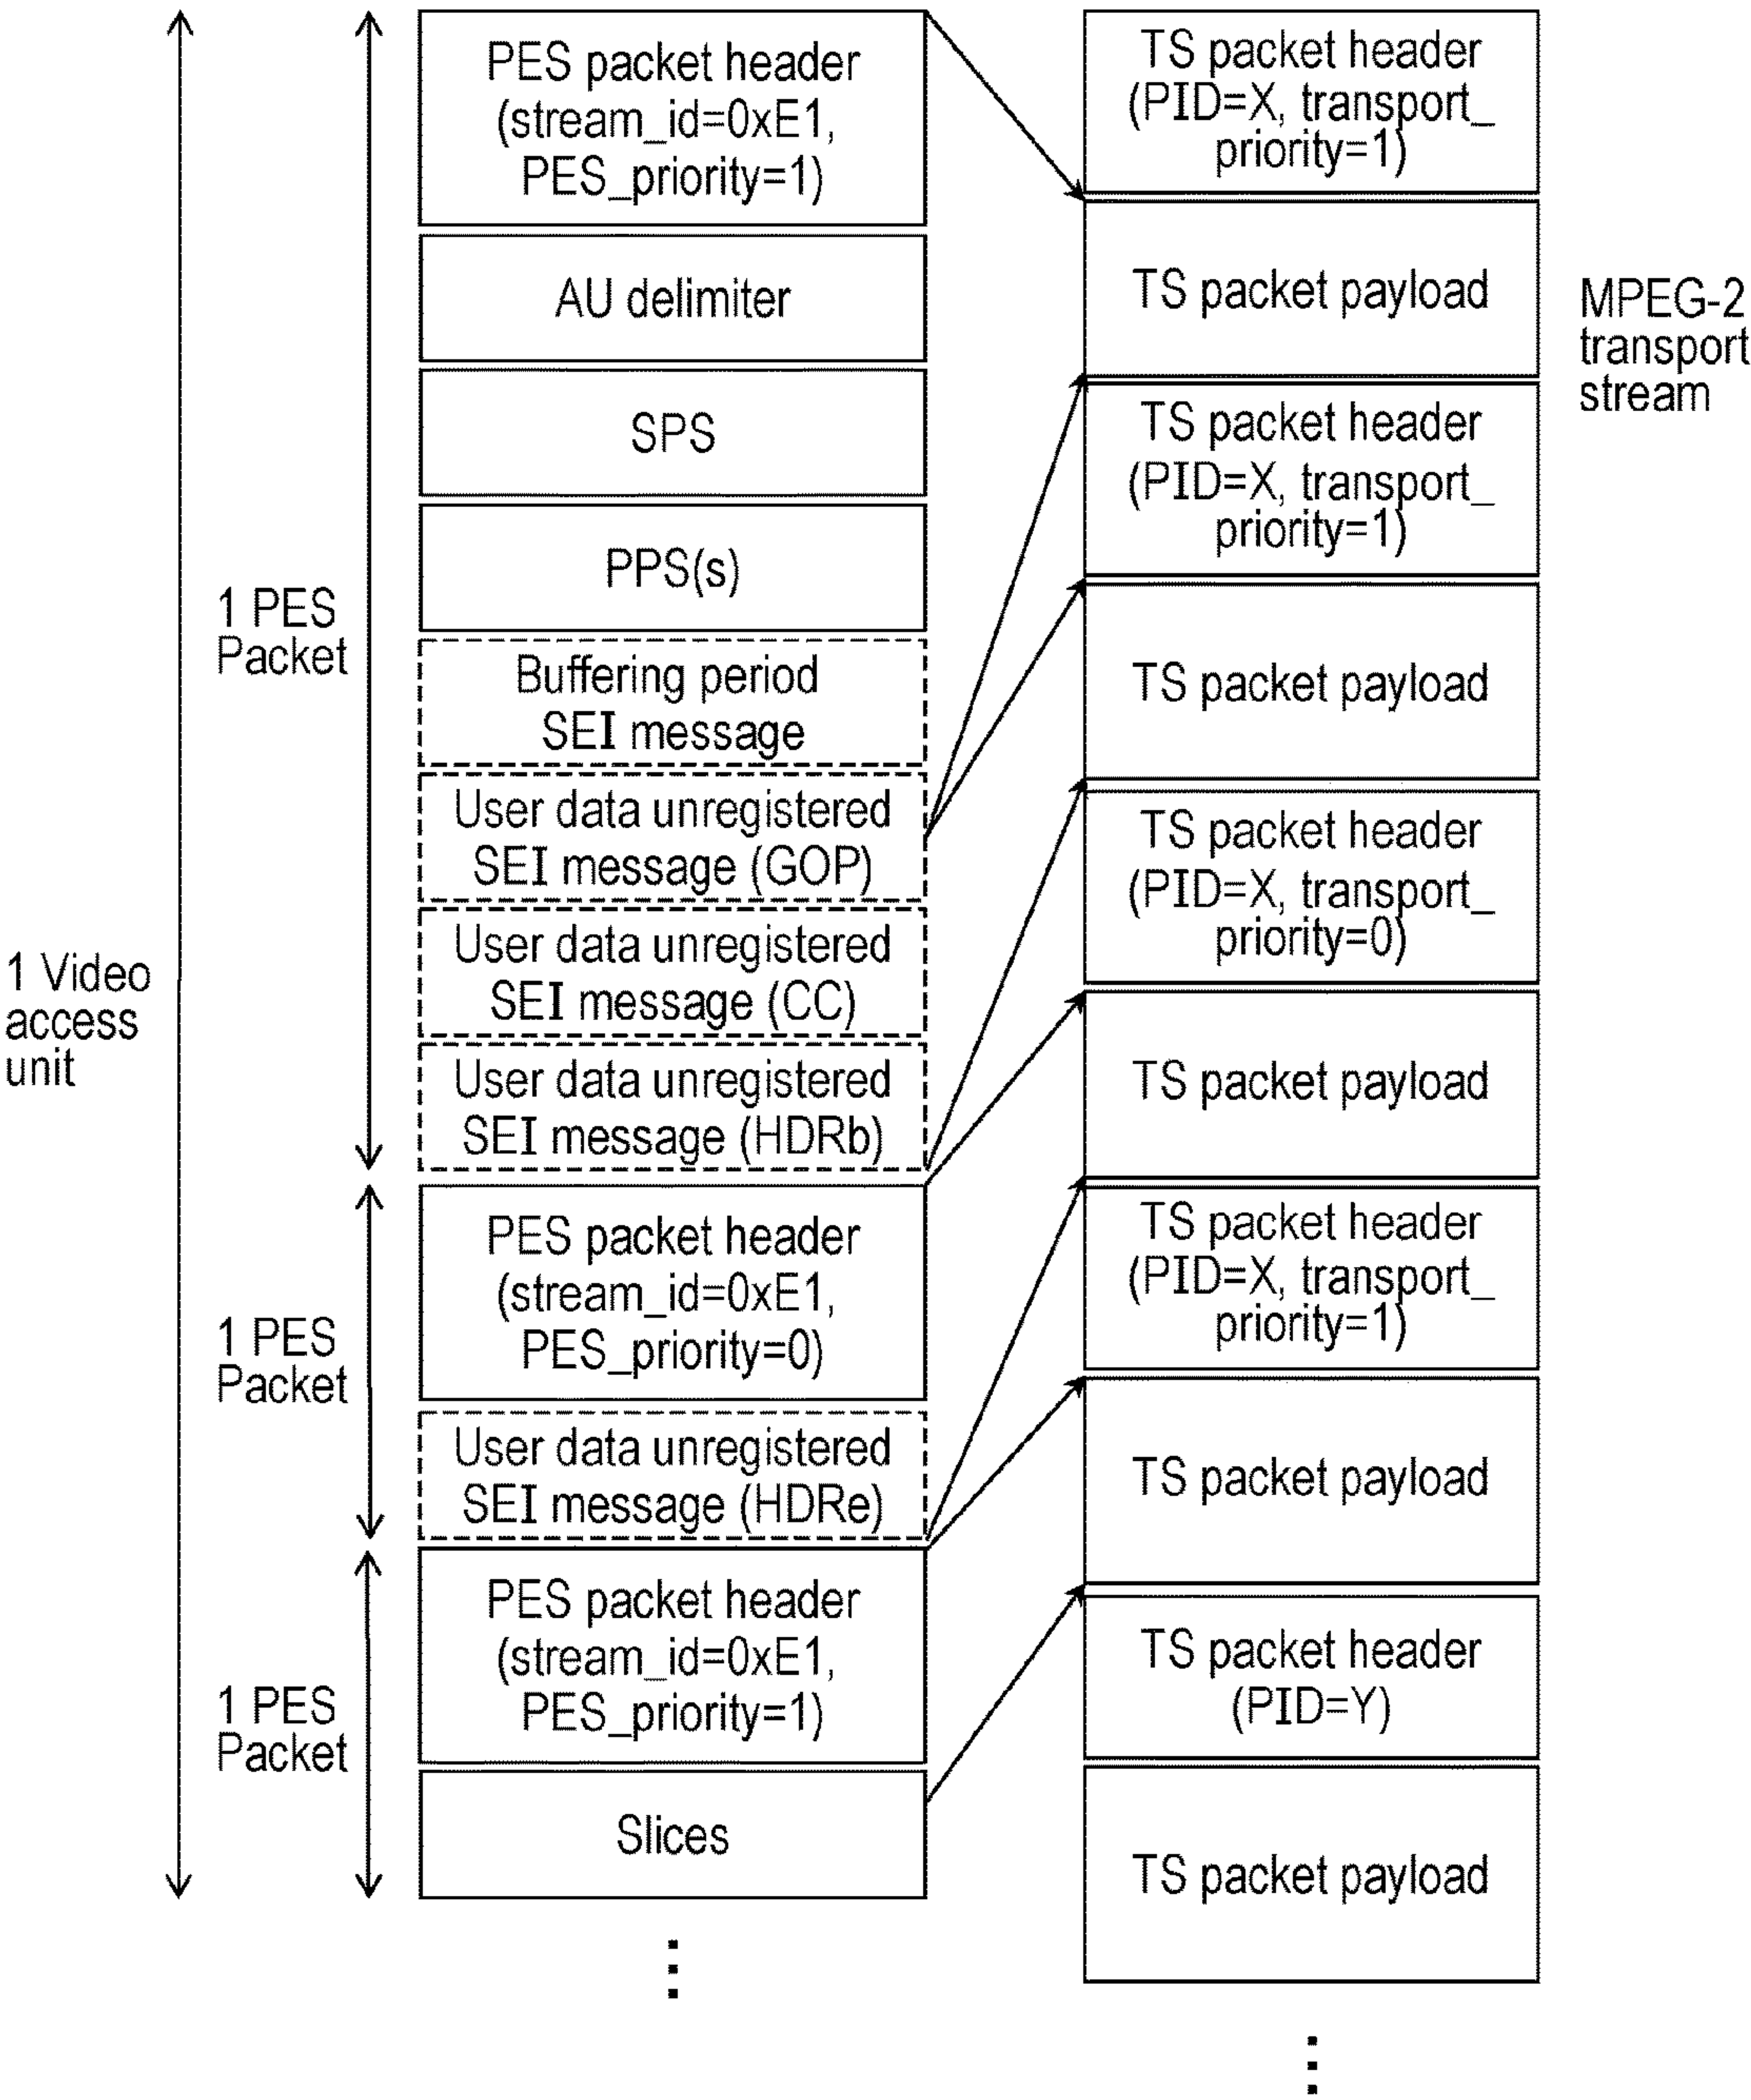 1 Video
access
unit
1 PES
Packet
1 PES
Packet
1 PES
Packet
PES packet header
(stream_id=0xE1,
PES_priority=1)
AU delimiter
SPS
PPS(s)
Buffering period
SEI message
User data unregistered
SEI message (GOP)
User data unregistered
SEI message (CC)
User data unregistered
SEI message (HDRb)
PES packet header
(stream_id=0xE1,
PES_priority=0)
User data unregistered
SEI message (HDRe)
PES packet header
(stream_id=0xE1,
PES_priority=1)
Slices
TS packet header
(PID=X, transport_
priority=1)
TS packet payload
TS packet header
(PID=X, transport_
priority=1)
TS packet payload
TS packet header
(PID=X, transport_
priority=0)
TS packet payload
TS packet header
(PID=X, transport_
priority=1)
TS packet payload
TS packet header
(PID=Y)
TS packet payload
MPEG-2
transport
stream